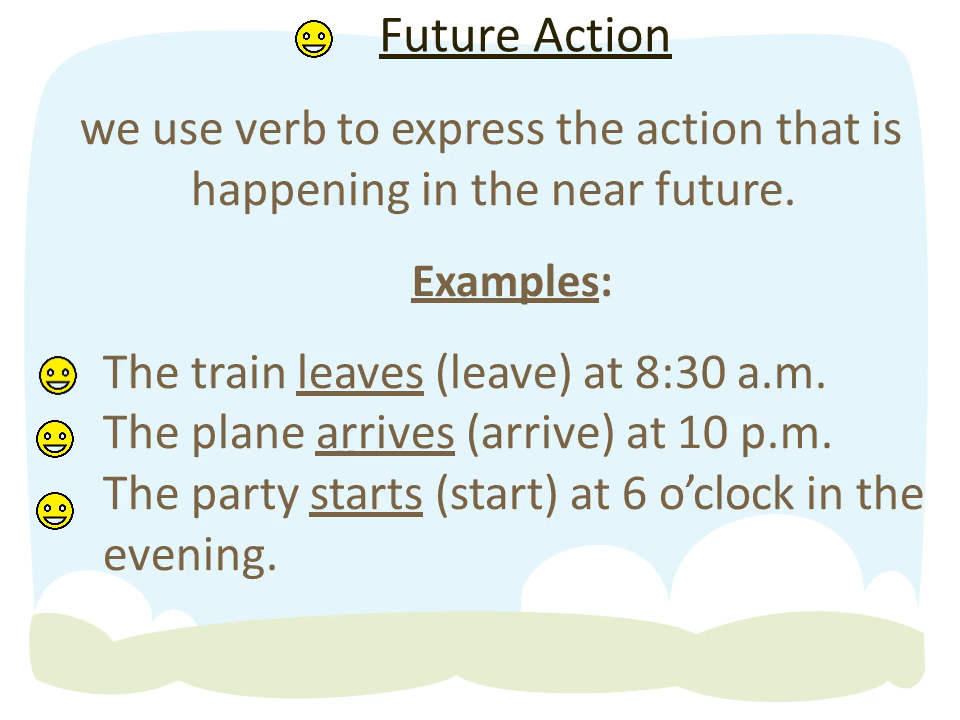 Future Action
we use verb to express the action that is
happening in the near future.
Examples:
The train leaves (leave) at 8:30 a.m.
The plane arrives (arrive) at 10 p.m.
The party starts (start) at 6 o’clock in the
evening.